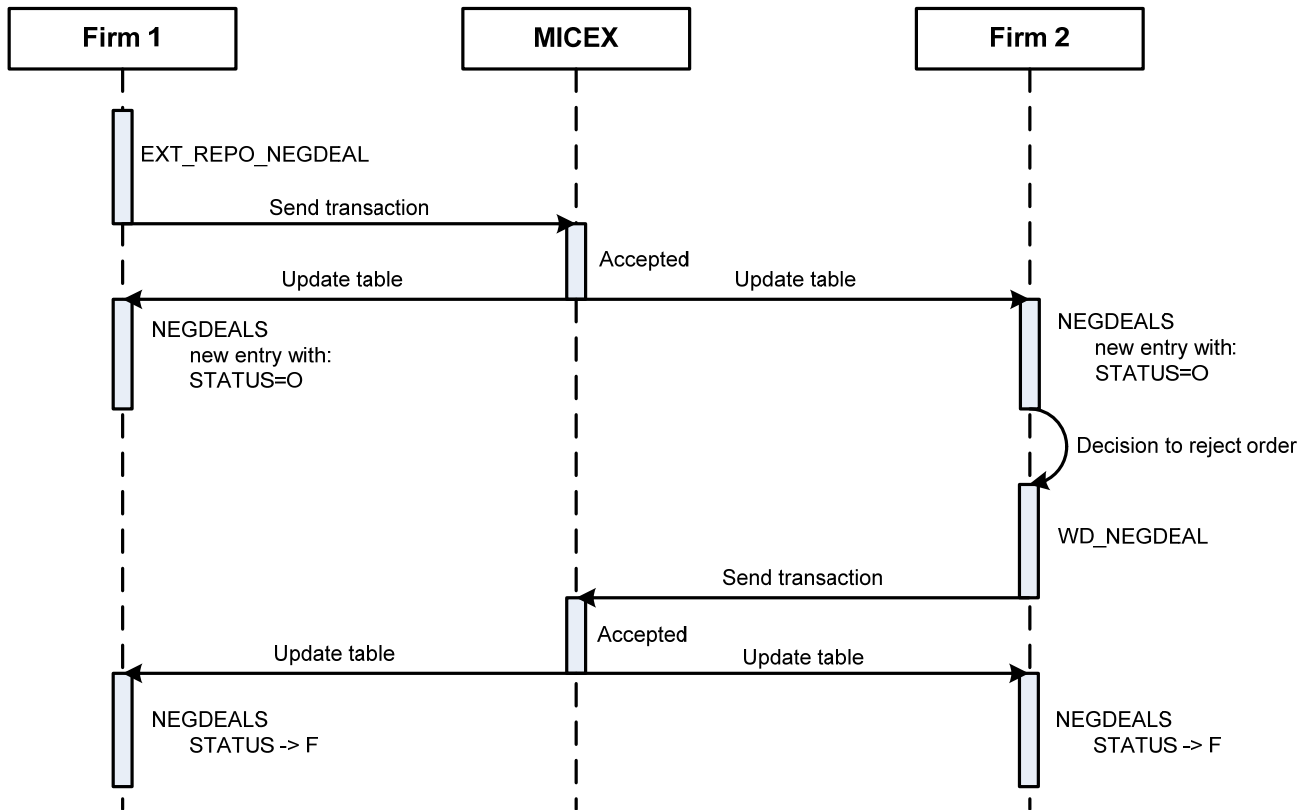 Firm 1
MICEX
Firm 2
EXT_REPO_NEGDEAL
Send transaction
Accepted
Update table
Update table
NEGDEALS
new entry with:
STATUS=O
NEGDEALS
new entry with:
STATUS=O
Decision to reject order
WD_NEGDEAL
Send transaction
Accepted
Update table
Update table
NEGDEALS
STATUS -> F
NEGDEALS
STATUS -> F